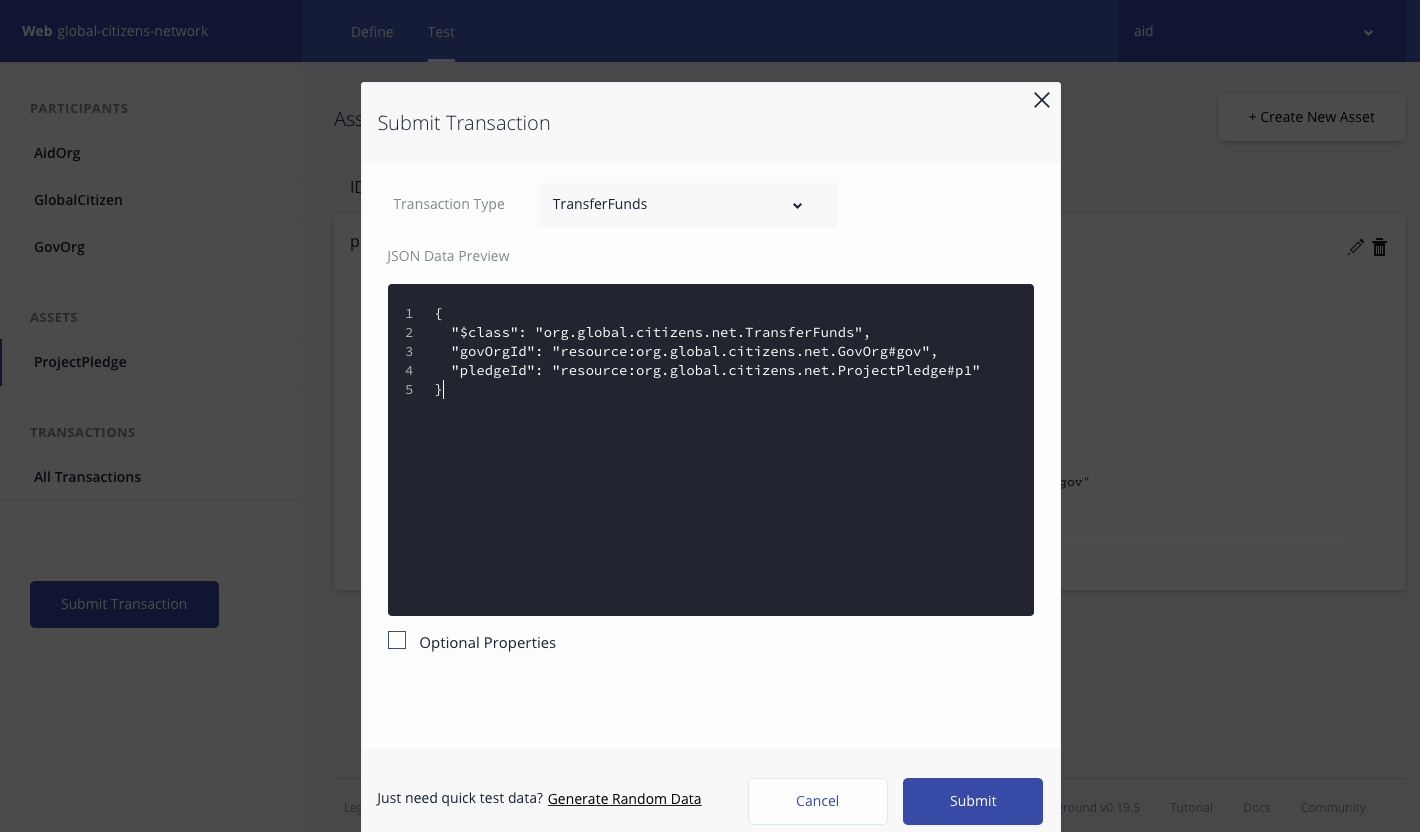 Web global-citizens-network
Define
Test
aid
PARTICIPANTS
AidOrg
GlobalCitizen
GovOrg
ASSETS
ProjectPledge
TRANSACTIONS
All Transactions
Submit Transaction
+ Create New Asset
ID
Submit Transaction
Transaction Type
TransferFunds
JSON Data Preview
1 {
2 "$class": "org.global.citizens.net.TransferFunds",
3 "govOrgId": "resource:org.global.citizens.net.GovOrg#gov",
4 "pledgeId": "resource:org.global.citizens.net.ProjectPledge#p1"
5 }
gov"
Optional Properties
Just need quick test data? Generate Random Data
Cancel
Submit
v0.19.5
Tutorial
Docs
Community